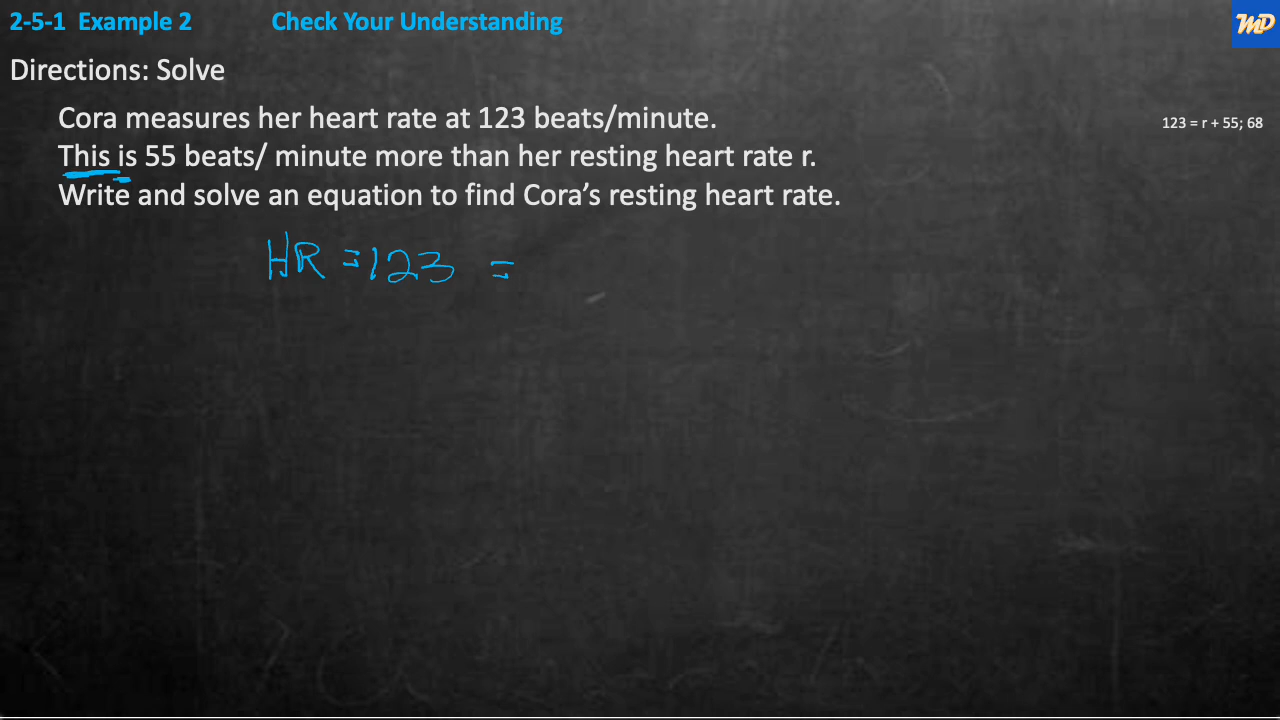 2-5-1 Example 2 Check Your Understanding
MD
Directions: Solve
Cora measures her heart rate at 123 beats/minute.
123 = r + 55; 68
This is 55 beats/ minute more than her resting heart rate r.
Write and solve an equation to find Cora’s resting heart rate.
HR = 123 =